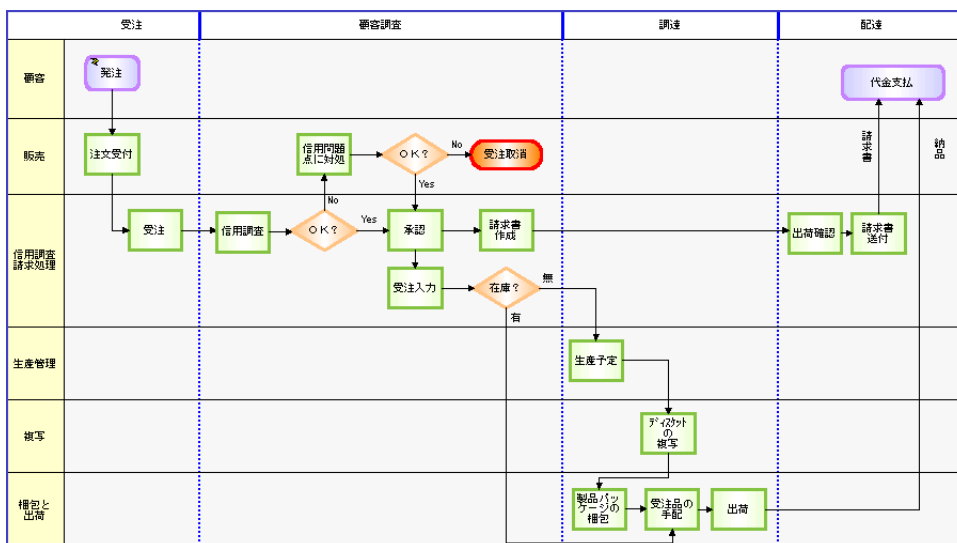 受注
顧客調査
調達
配達
顧客
発注
代金支払
販売
注文受付
信用問題
点に対処
OK?
No
受注取消
請求書
納品
Yes
No
信用調査
請求処理
受注
信用調査
OK?
Yes
承認
請求書
作成
出荷確認
請求書
送付
受注入力
在庫?
無
有
生産管理
生産予定
複写
ディスケット
の
複写
梱包と
出荷
製品パッ
ケージの
梱包
受注品の
手配
出荷